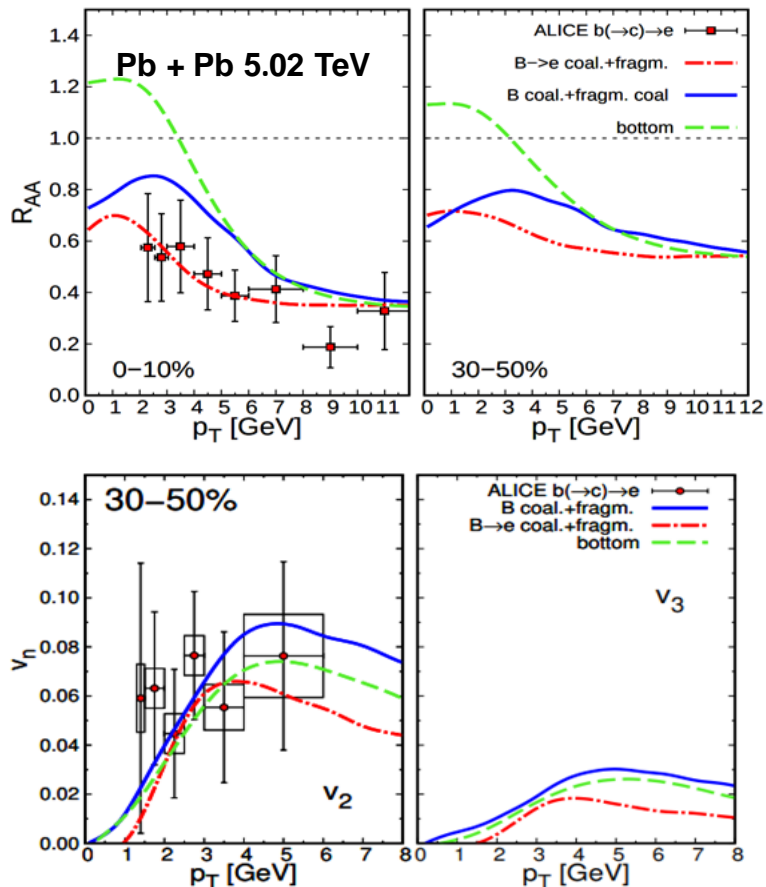 1.4
1.2
1.0
0.8
0.6
0.4
0.2
0.0
R_AA
Pb + Pb 5.02 TeV
ALICE b(→c)→e
B−>e coal.+fragm.
B coal.+fragm. coal
bottom
0−10%
0 1 2 3 4 5 6 7 8 9 10 11
p_T [GeV]
30−50%
0 1 2 3 4 5 6 7 8 9 10 11 12
p_T [GeV]
0.14
0.12
0.10
0.08
0.06
0.04
0.02
0.00
v_n
30−50%
v_2
0 1 2 3 4 5 6 7 8
p_T [GeV]
ALICE b(→c)→e
B coal.+fragm.
B→e coal.+fragm.
bottom
v_3
0 1 2 3 4 5 6 7 8
p_T [GeV]